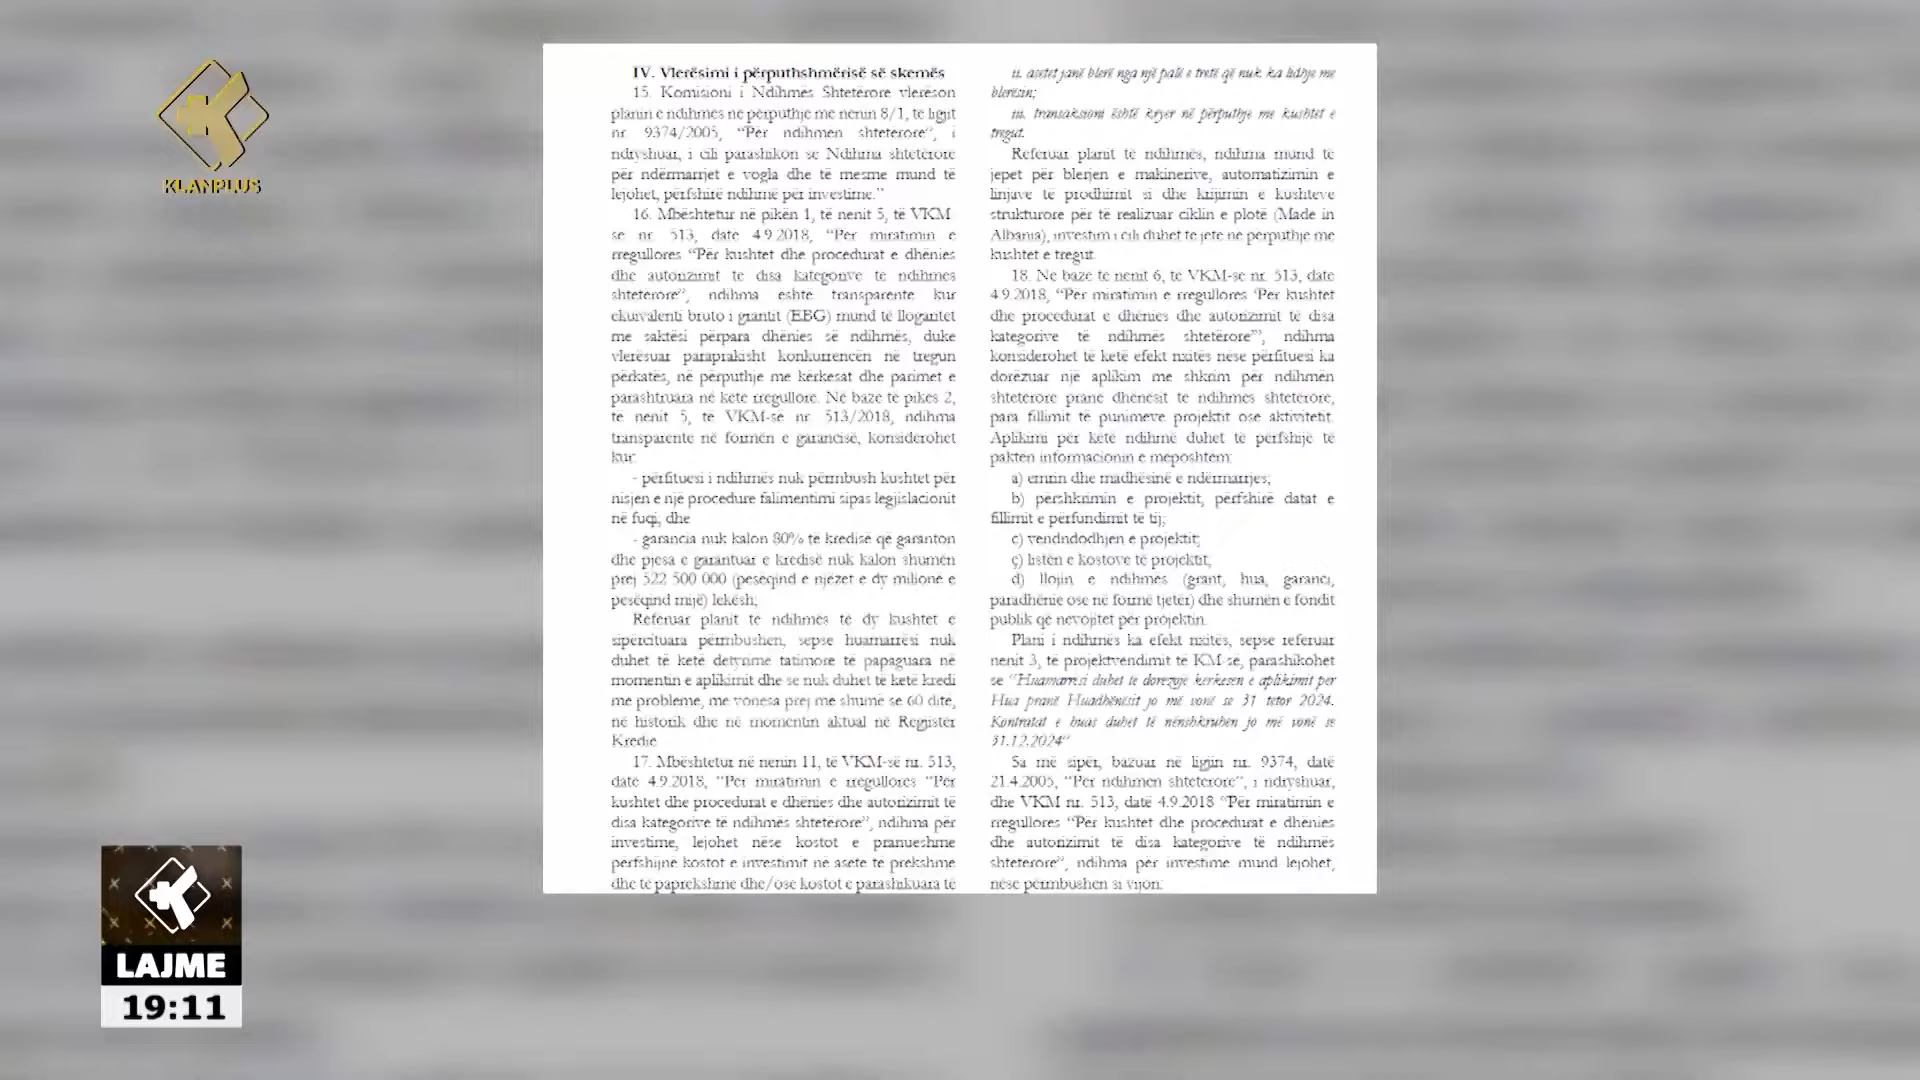 KLANPLUS
IV. Vlerësimi i përputhshmërisë së skemës
15. Komisioni i Ndihmës Shtetërore vlerëson
planin e ndihmës në përputhje me nenin 8/1, të ligjit
nr. 9374/2005, “Për ndihmën shtetërore”, i
ndryshuar, i cili parashikon se Ndihma shtetërore
për ndërmarrjet e vogla dhe të mesme mund të
lejohet, përfshirë ndihmë për investime.”
16. Mbështetur në pikën 1, të nenit 5, të VKM-
së nr. 513, datë 4.9.2018, “Për miratimin e
rregullores “Për kushtet dhe procedurat e dhënies
dhe autorizimit të disa kategorive të ndihmës
shtetërore”, ndihma është transparente kur
ekuivalenti bruto i grantit (EBG) mund të llogaritet
me saktësi përpara dhënies së ndihmës, duke
vlerësuar paraprakisht konkurrencën në tregun
përkatës, në përputhje me kërkesat dhe parimet e
parashtruara në këtë rregullore. Në bazë të pikës 2,
të nenit 5, të VKM-së nr. 513/2018, ndihma
transparente në formën e garancisë, konsiderohet
kur:
- përfituesi i ndihmës nuk përmbush kushtet për
nisjen e një procedure falimentimi sipas legjislacionit
në fuqi, dhe
- garancia nuk kalon 80% të kredisë që garanton
dhe pjesa e garantuar e kredisë nuk kalon shumën
prej 522 500 000 (pesëqind e njëzet e dy milionë e
pesëqind mijë) lekësh;
Referuar planit të ndihmës të dy kushtet e
sipërcituara përmbushen, sepse huamarrësi nuk
duhet të ketë detyrime tatimore të papaguara në
momentin e aplikimit dhe se nuk duhet të ketë kredi
me probleme, me vonesa prej më shumë se 60 ditë,
në historik dhe në momentin aktual në Regjistër
Kredie.
17. Mbështetur në nenin 11, të VKM-së nr. 513,
datë 4.9.2018, “Për miratimin e rregullores “Për
kushtet dhe procedurat e dhënies dhe autorizimit të
disa kategorive të ndihmës shtetërore”, ndihma për
investime, lejohet nëse kostot e pranueshme
përfshijnë kostot e investimit në asete të prekshme
dhe të paprekshme dhe/ose kostot e parashikuara të
ii. asetet janë blerë nga një palë e tretë që nuk ka lidhje me
blerësin;
iii. transaksioni është kryer në përputhje me kushtet e
tregut.
Referuar planit të ndihmës, ndihma mund të
jepet për blerjen e makinerive, automatizimin e
linjave të prodhimit si dhe krijimin e kushteve
strukturore për të realizuar ciklin e plotë (Made in
Albania), investim i cili duhet të jetë në përputhje me
kushtet e tregut.
18. Në bazë të nenit 6, të VKM-së nr. 513, datë
4.9.2018, “Për miratimin e rregullores ‘Për kushtet
dhe procedurat e dhënies dhe autorizimit të disa
kategorive të ndihmës shtetërore’”, ndihma
konsiderohet të ketë efekt nxitës nëse përfituesi ka
dorëzuar një aplikim me shkrim për ndihmën
shtetërore pranë dhënësit të ndihmës shtetërore,
para fillimit të punimeve projektit ose aktivitetit.
Aplikimi për këtë ndihmë duhet të përfshijë të
paktën informacionin e mëposhtëm:
a) emrin dhe madhësinë e ndërmarrjes;
b) përshkrimin e projektit, përfshirë datat e
fillimit e përfundimit të tij;
c) vendndodhjen e projektit;
ç) listën e kostove të projektit;
d) llojin e ndihmës (grant, hua, garanci,
paradhënie ose në formë tjetër) dhe shumën e fondit
publik që nevojitet për projektin.
Plani i ndihmës ka efekt nxitës, sepse referuar
nenit 3, të projektvendimit të KM-së, parashikohet
se “Huamarrësi duhet të dorëzojë kërkesën e aplikimit për
Hua pranë Huadhënësit jo më vonë se 31 tetor 2024.
Kontratat e huas duhet të nënshkruhen jo më vonë se
31.12.2024”
Sa më sipër, bazuar në ligjin nr. 9374, datë
21.4.2005, “Për ndihmën shtetërore”, i ndryshuar,
dhe VKM nr. 513, datë 4.9.2018 “Për miratimin e
rregullores “Për kushtet dhe procedurat e dhënies
dhe autorizimit të disa kategorive të ndihmës
shtetërore”, ndihma për investime mund lejohet,
nëse përmbushen si vijon:
LAJME
19:11